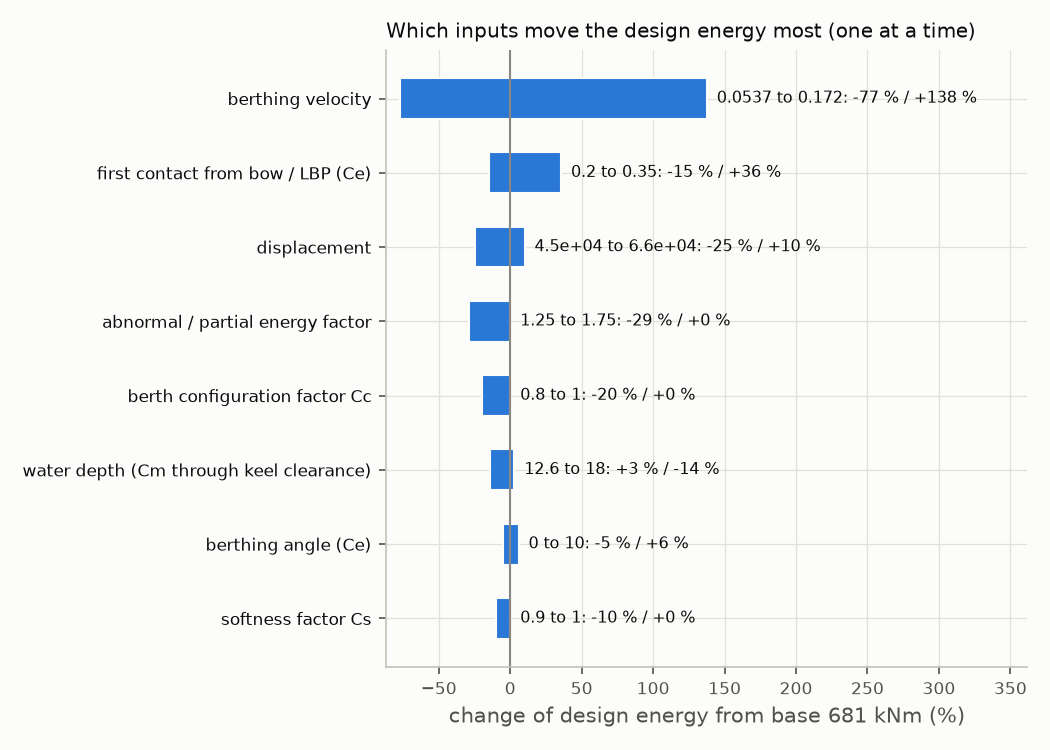 Which inputs move the design energy most (one at a time)
berthing velocity
0.0537 to 0.172: -77 % / +138 %
first contact from bow / LBP (Ce)
0.2 to 0.35: -15 % / +36 %
displacement
4.5e+04 to 6.6e+04: -25 % / +10 %
abnormal / partial energy factor
1.25 to 1.75: -29 % / +0 %
berth configuration factor Cc
0.8 to 1: -20 % / +0 %
water depth (Cm through keel clearance)
12.6 to 18: +3 % / -14 %
berthing angle (Ce)
0 to 10: -5 % / +6 %
softness factor Cs
0.9 to 1: -10 % / +0 %
−50 0 50 100 150 200 250 300 350
change of design energy from base 681 kNm (%)